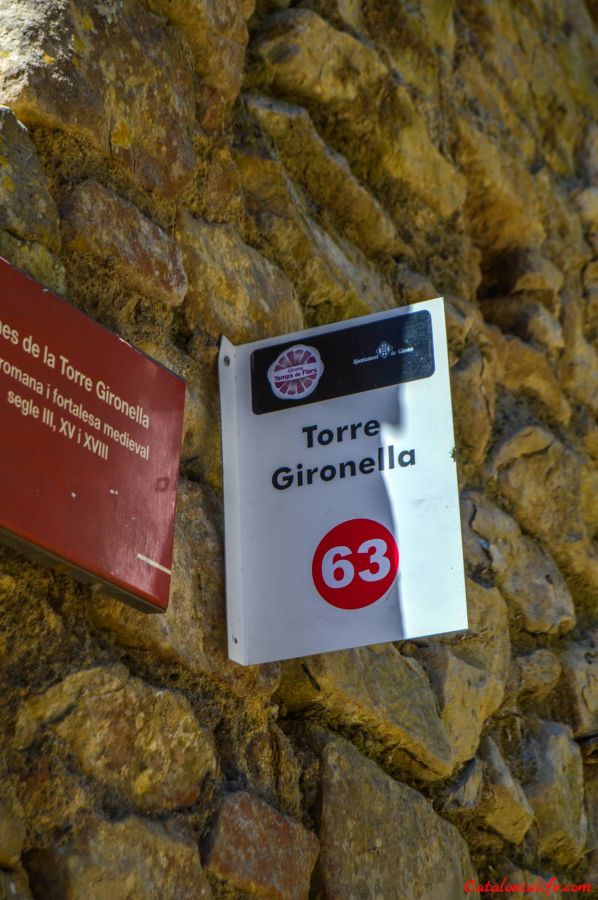 es de la Torre Gironella
romana i fortalesa medieval
segle III, XV i XVIII
Girona
Temps de Flors
Ajuntament de Girona
Torre
Gironella
63
©atalonialife.com